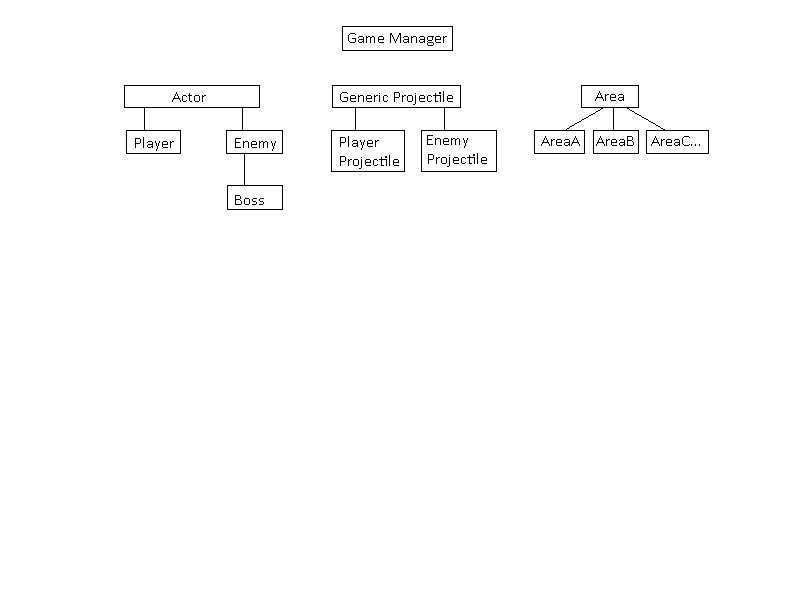 Game Manager
Actor
Generic Projectile
Area
Player
Enemy
Player
Projectile
Enemy
Projectile
AreaA
AreaB
AreaC...
Boss